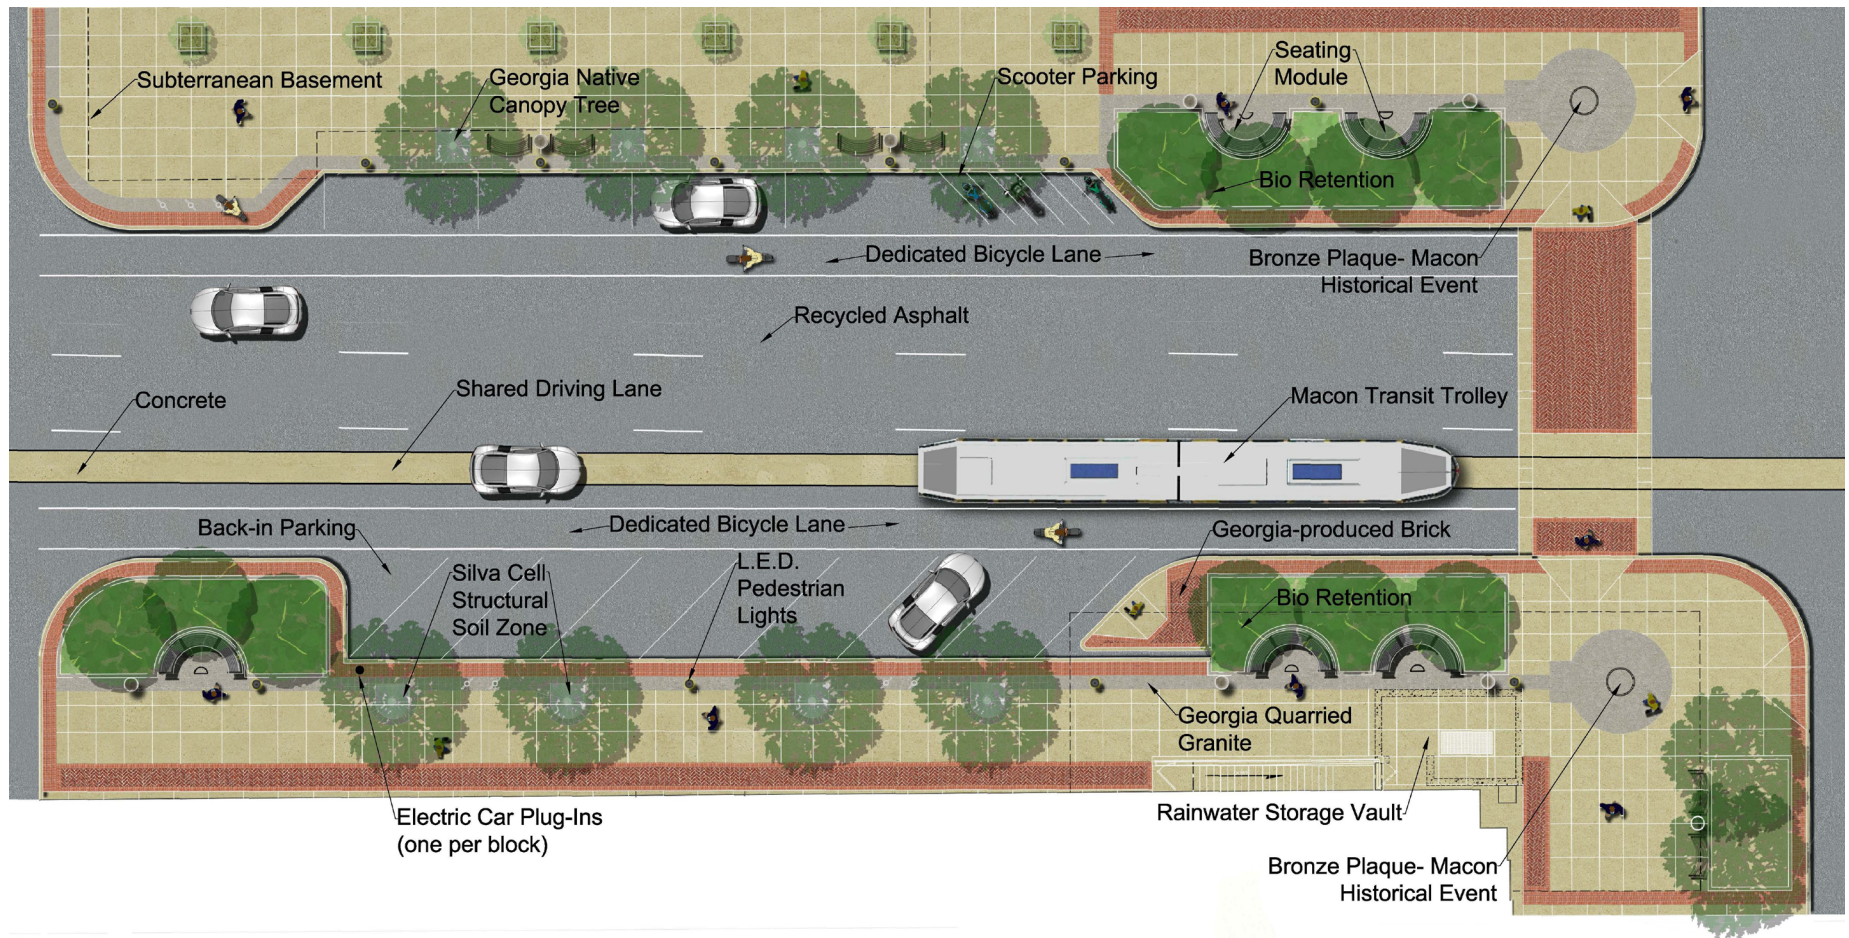 Subterranean Basement
Georgia Native
Canopy Tree
Scooter Parking
Seating
Module
Bio Retention
Dedicated Bicycle Lane
Bronze Plaque- Macon
Historical Event
Recycled Asphalt
Concrete
Shared Driving Lane
Macon Transit Trolley
Back-in Parking
Dedicated Bicycle Lane
Georgia-produced Brick
Silva Cell
Structural
Soil Zone
L.E.D.
Pedestrian
Lights
Bio Retention
Georgia Quarried
Granite
Electric Car Plug-Ins
(one per block)
Rainwater Storage Vault
Bronze Plaque- Macon
Historical Event